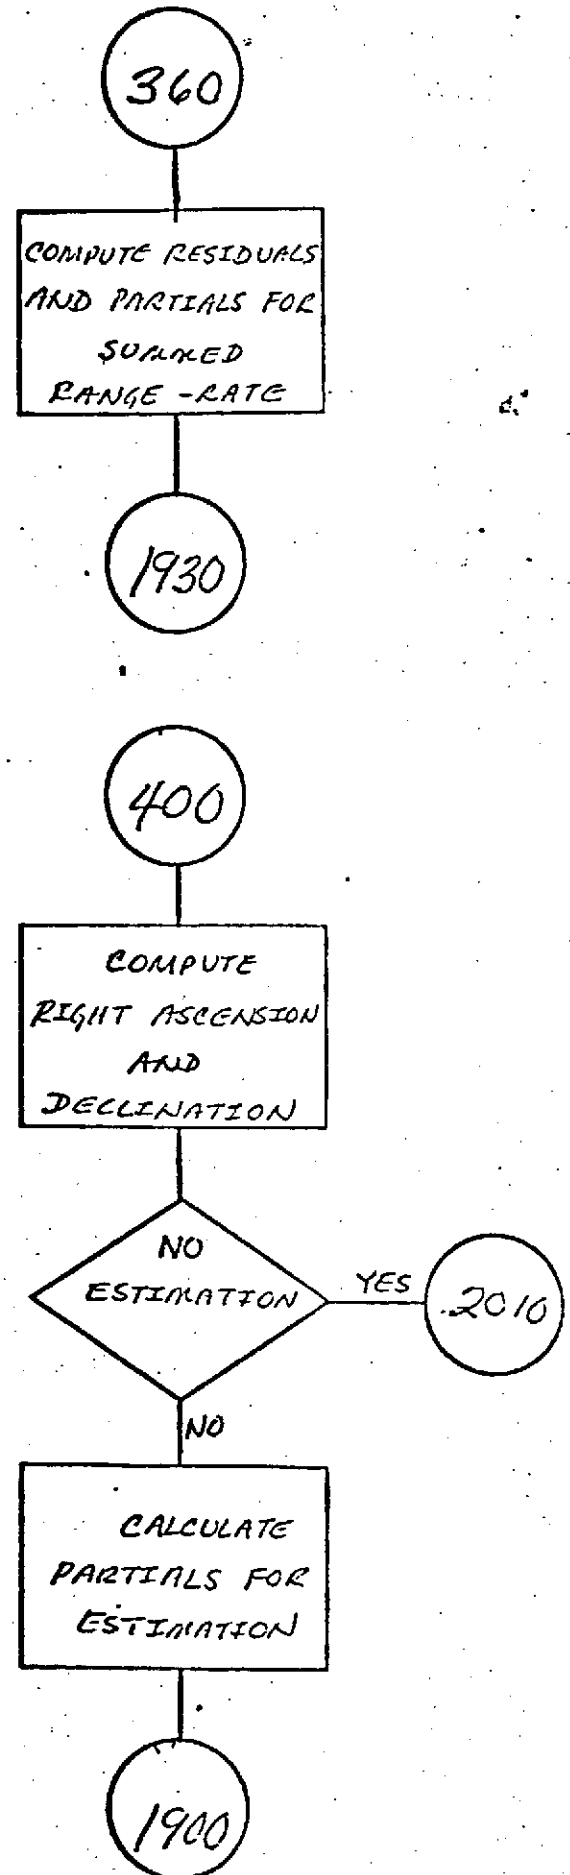 360
COMPUTE RESIDUALS
AND PARTIALS FOR
SUMMED
RANGE-RATE
1930
400
COMPUTE
RIGHT ASCENSION
AND
DECLINATION
NO
ESTIMATION
YES
2010
NO
CALCULATE
PARTIALS FOR
ESTIMATION
1900